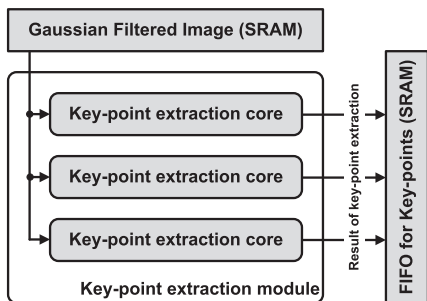 Gaussian Filtered Image (SRAM)
Key-point extraction core
Key-point extraction core
Key-point extraction core
Key-point extraction module
Result of key-point extraction
FIFO for Key-points (SRAM)